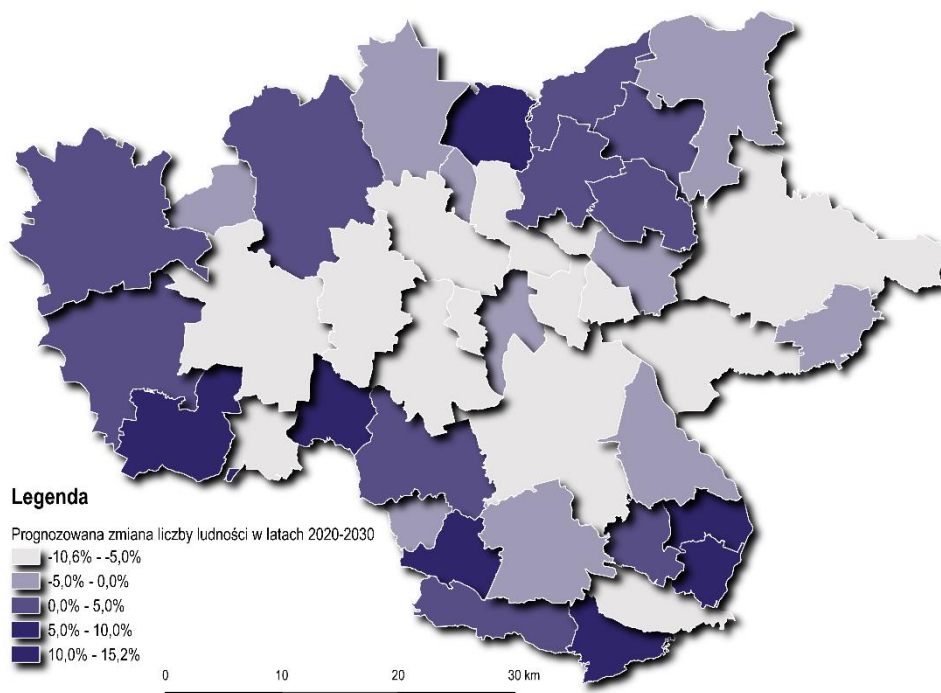 Legenda
Prognozowana zmiana liczby ludności w latach 2020-2030
-10,6% - -5,0%
-5,0% - 0,0%
0,0% - 5,0%
5,0% - 10,0%
10,0% - 15,2%
0 10 20 30 km